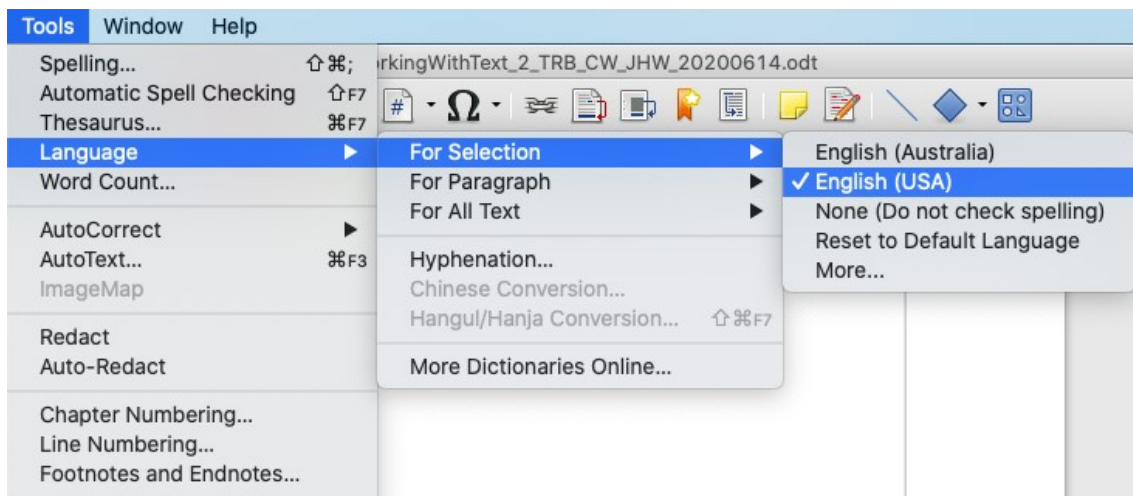 Tools Window Help
rkingWithText_2_TRB_CW_JHW_20200614.odt
Spelling... ⇧⌘;
Automatic Spell Checking ⇧F7
Thesaurus... ⌘F7
Language ▶
Word Count...
AutoCorrect ▶
AutoText... ⌘F3
ImageMap
Redact
Auto-Redact
Chapter Numbering...
Line Numbering...
Footnotes and Endnotes...
#
Ω
For Selection ▶
For Paragraph ▶
For All Text ▶
Hyphenation...
Chinese Conversion...
Hangul/Hanja Conversion... ⇧⌘F7
More Dictionaries Online...
English (Australia)
✓ English (USA)
None (Do not check spelling)
Reset to Default Language
More...